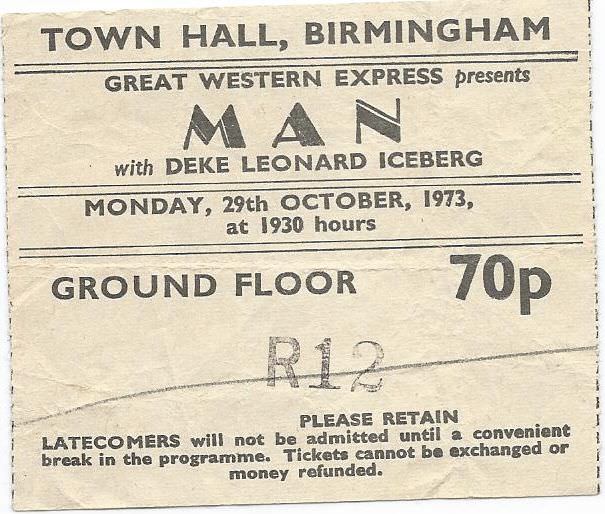 TOWN HALL, BIRMINGHAM
GREAT WESTERN EXPRESS presents
MAN
with DEKE LEONARD ICEBERG
MONDAY, 29th OCTOBER, 1973,
at 1930 hours
GROUND FLOOR 70p
R12
PLEASE RETAIN
LATECOMERS will not be admitted until a convenient
break in the programme. Tickets cannot be exchanged or
money refunded.